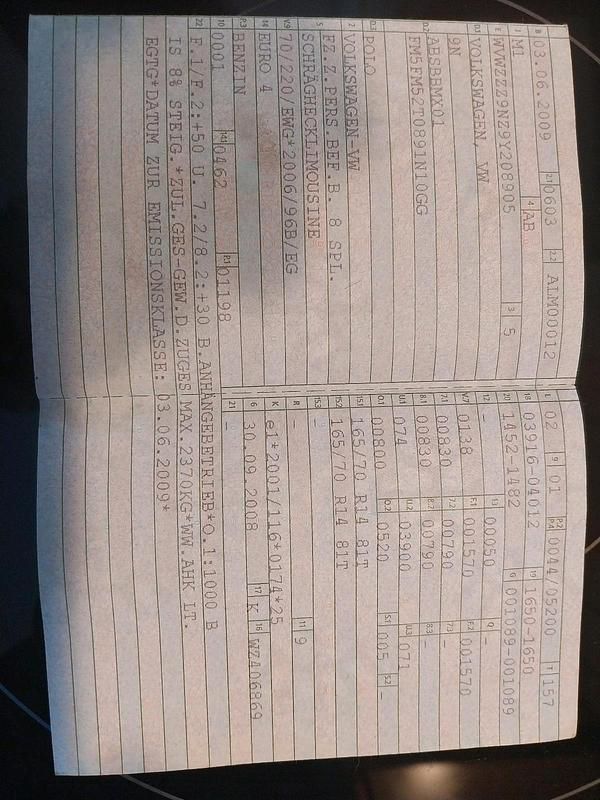 B 03.06.2009 2.1 0603 2.2 ALM00012
J M1 4 AB
E WVWZZZ9NZ9Y208905 3 5
D.1 VOLKSWAGEN, VW
9N
D.2 ABSBBMX01
FM5FM52T0891N10GG
D.3 POLO
2 VOLKSWAGEN-VW
5 FZ.Z.PERS.BEF.B. 8 SPL.
SCHRÄGHECKLIMOUSINE
V.9 70/220/EWG*2006/96B/EG
14 EURO 4
P.3 BENZIN
10 0001 14.1 0462 P.1 01198
L 02 9 01 P.2 P.4 0044/05200 T 157
18 03916-04012 19 1650-1650
20 1452-1482 G 001089-001089
12 - 13 00050 Q -
V.7 0138 F.1 001570 F.2 001570
7.1 00830 7.2 00790 7.3 -
8.1 00830 8.2 00790 8.3 -
U.1 074 U.2 03900 U.3 071
O.1 00800 O.2 0520 S.1 005 S.2 -
15.1 165/70 R14 81T
15.2 165/70 R14 81T
15.3 -
R - 11 9
K e1*2001/116*0174*25
6 30.09.2008 17 K 16 WZ406869
21 -
22 F.1/F.2:+50 U. 7.2/8.2:+30 B.ANHÄNGEBETRIEB*O.1:1000 B
IS 8% STEIG.*ZUL.GES-GEW.D.ZUGES MAX.2370KG*WW.AHK LT.
EGTG*DATUM ZUR EMISSIONSKLASSE: 03.06.2009*